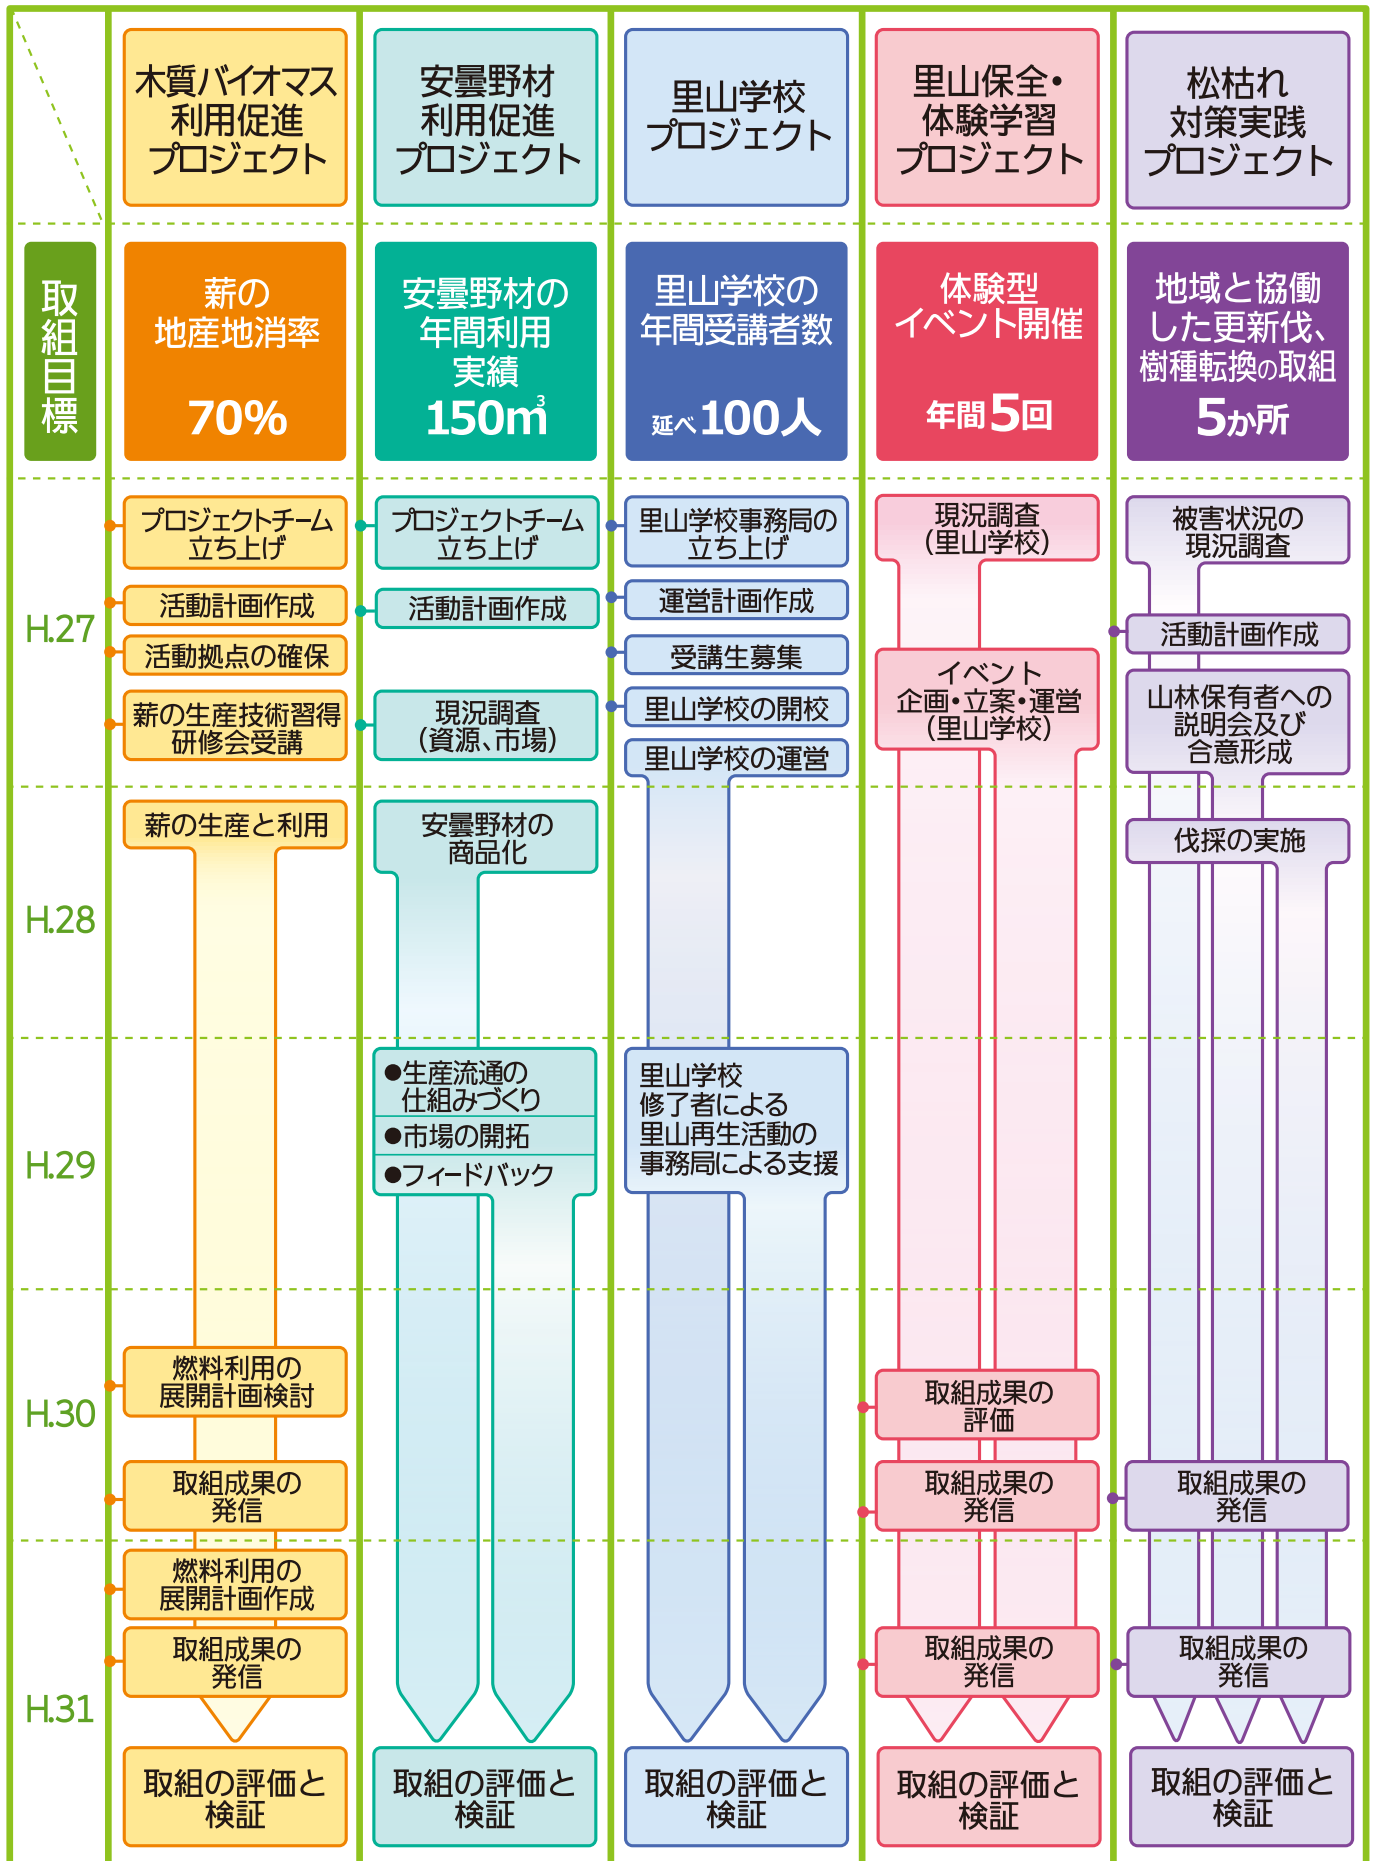 木質バイオマス
利用促進
プロジェクト
安曇野材
利用促進
プロジェクト
里山学校
プロジェクト
里山保全・
体験学習
プロジェクト
松枯れ
対策実践
プロジェクト
取組目標
薪の
地産地消率
70%
安曇野材の
年間利用
実績
150㎥
里山学校の
年間受講者数
延べ100人
体験型
イベント開催
年間5回
地域と協働
した更新伐、
樹種転換の取組
5か所
H.27
プロジェクトチーム
立ち上げ
活動計画作成
活動拠点の確保
薪の生産技術習得
研修会受講
プロジェクトチーム
立ち上げ
活動計画作成
現況調査
(資源、市場)
里山学校事務局の
立ち上げ
運営計画作成
受講生募集
里山学校の開校
里山学校の運営
現況調査
(里山学校)
イベント
企画・立案・運営
(里山学校)
被害状況の
現況調査
活動計画作成
山林保有者への
説明会及び
合意形成
H.28
薪の生産と利用
安曇野材の
商品化
伐採の実施
H.29
●生産流通の
仕組みづくり
●市場の開拓
●フィードバック
里山学校
修了者による
里山再生活動の
事務局による支援
H.30
燃料利用の
展開計画検討
取組成果の
発信
取組成果の
評価
取組成果の
発信
取組成果の
発信
H.31
燃料利用の
展開計画作成
取組成果の
発信
取組成果の
発信
取組成果の
発信
取組の評価と
検証
取組の評価と
検証
取組の評価と
検証
取組の評価と
検証
取組の評価と
検証